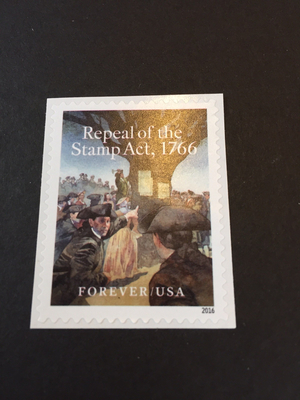 Repeal of the
Stamp Act, 1766
FOREVER/USA
2016